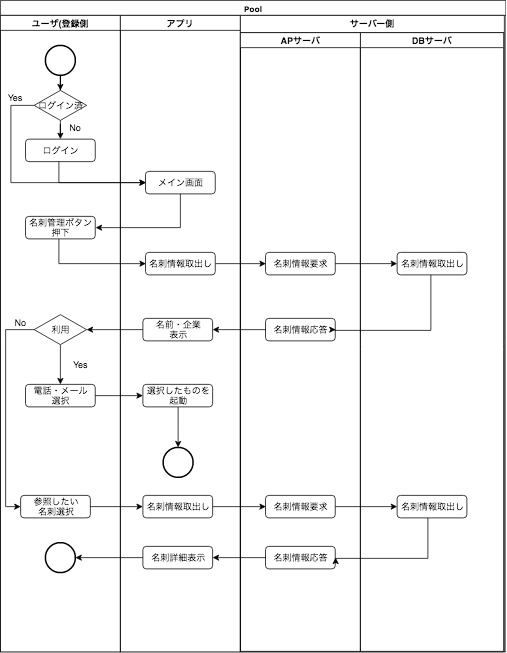 Pool
ユーザ(登録側
アプリ
サーバー側
APサーバ
DBサーバ
Yes
ログイン済
No
ログイン
メイン画面
名刺管理ボタン
押下
名刺情報取出し
名刺情報要求
名刺情報取出し
No
利用
名前・企業
表示
名刺情報応答
Yes
電話・メール
選択
選択したものを
起動
参照したい
名刺選択
名刺情報取出し
名刺情報要求
名刺情報取出し
名刺詳細表示
名刺情報応答